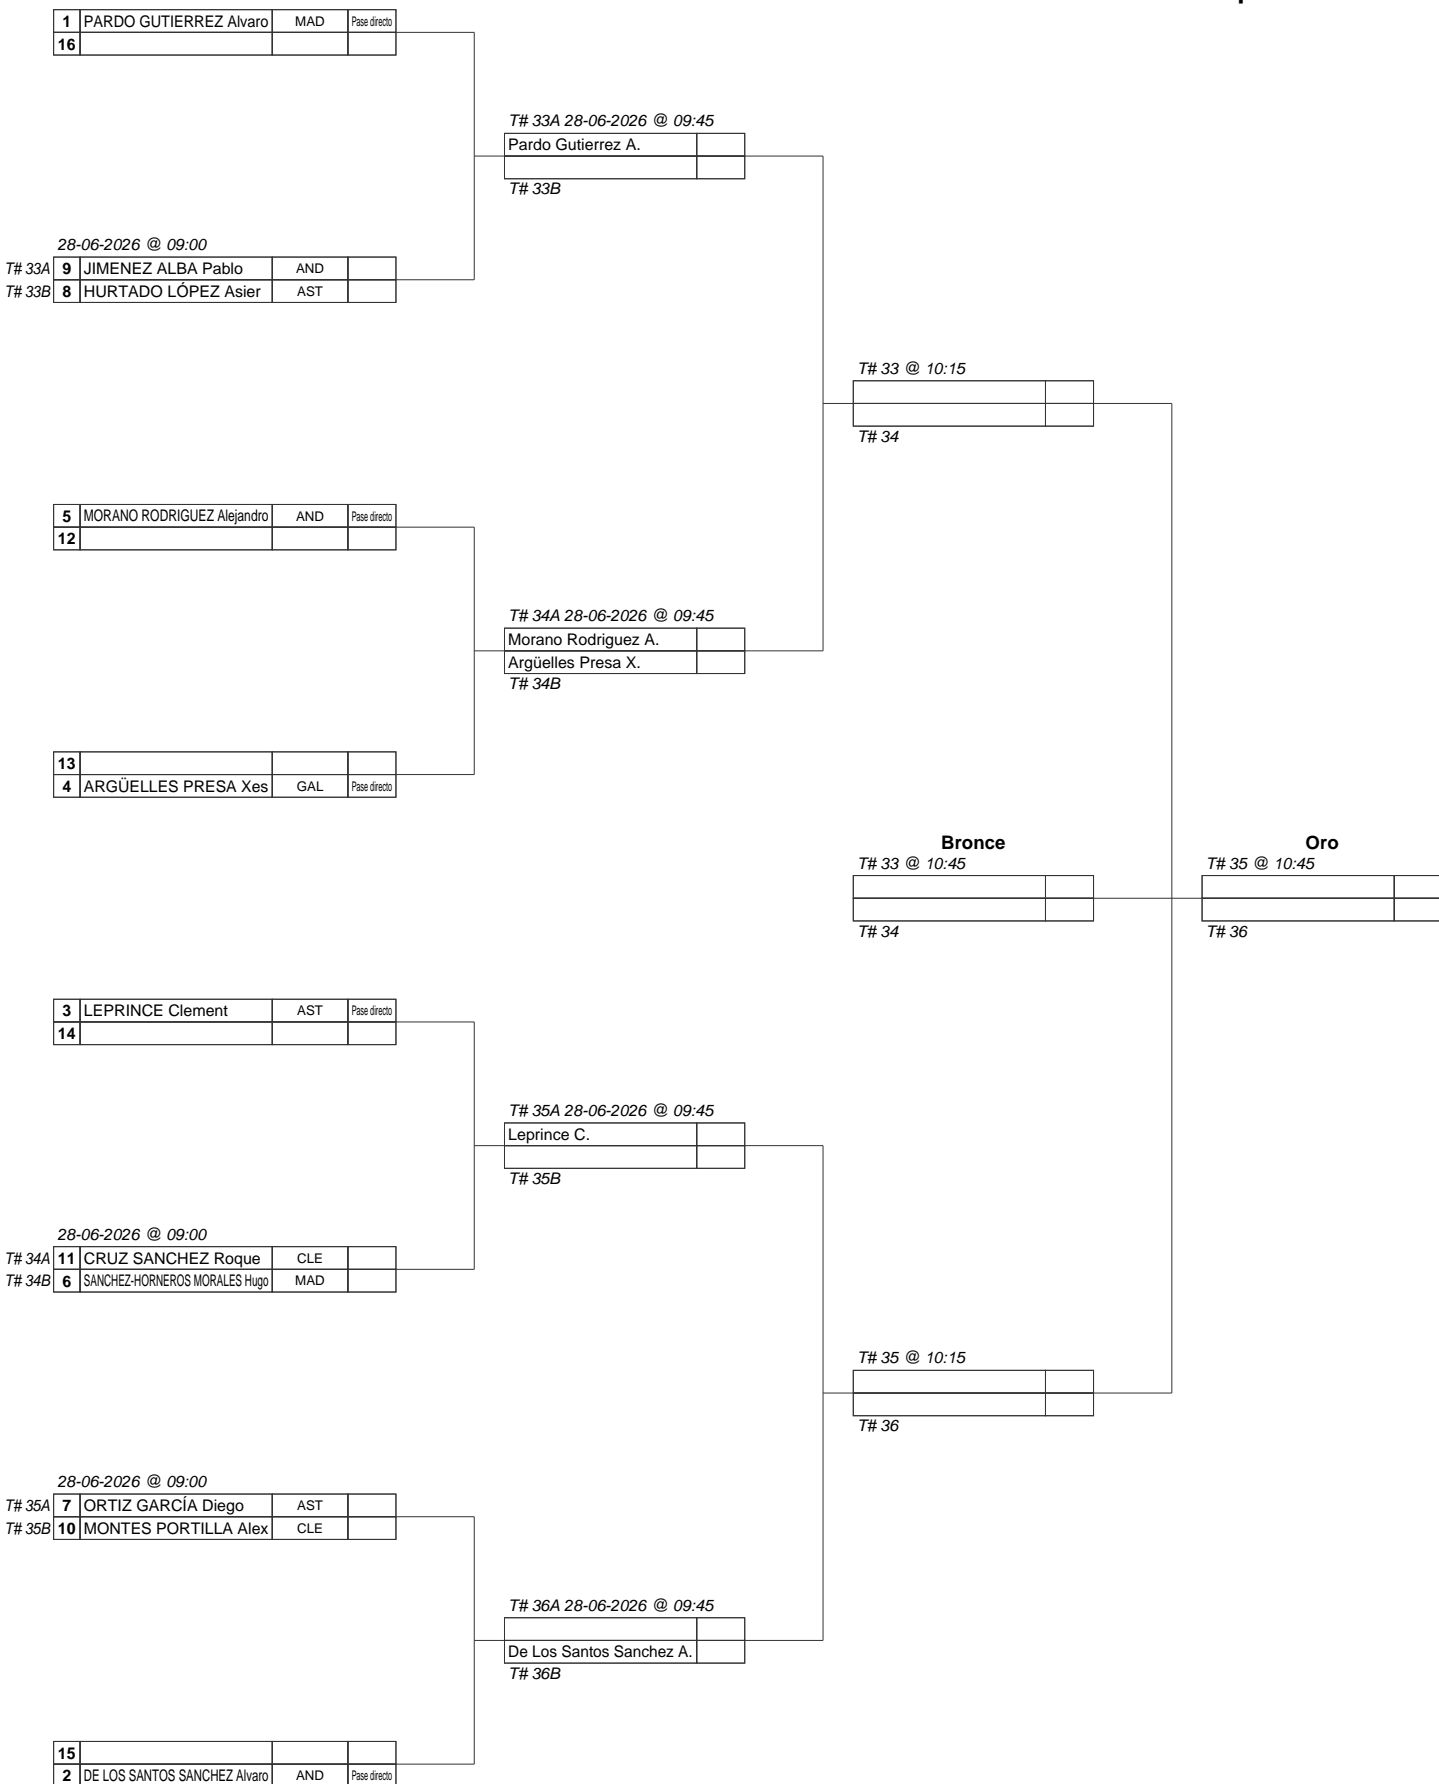 1 PARDO GUTIERREZ Alvaro MAD Pase directo
16
T# 33A 28-06-2026 @ 09:45
Pardo Gutierrez A.
T# 33B
28-06-2026 @ 09:00
T# 33A 9 JIMENEZ ALBA Pablo AND
T# 33B 8 HURTADO LÓPEZ Asier AST
T# 33 @ 10:15
T# 34
5 MORANO RODRIGUEZ Alejandro AND Pase directo
12
T# 34A 28-06-2026 @ 09:45
Morano Rodriguez A.
Argüelles Presa X.
T# 34B
13
4 ARGÜELLES PRESA Xes GAL Pase directo
Bronce Oro
T# 33 @ 10:45 T# 35 @ 10:45
T# 34 T# 36
3 LEPRINCE Clement AST Pase directo
14
T# 35A 28-06-2026 @ 09:45
Leprince C.
T# 35B
28-06-2026 @ 09:00
T# 34A 11 CRUZ SANCHEZ Roque CLE
T# 34B 6 SANCHEZ-HORNEROS MORALES Hugo MAD
T# 35 @ 10:15
T# 36
28-06-2026 @ 09:00
T# 35A 7 ORTIZ GARCÍA Diego AST
T# 35B 10 MONTES PORTILLA Alex CLE
T# 36A 28-06-2026 @ 09:45
De Los Santos Sanchez A.
T# 36B
15
2 DE LOS SANTOS SANCHEZ Alvaro AND Pase directo